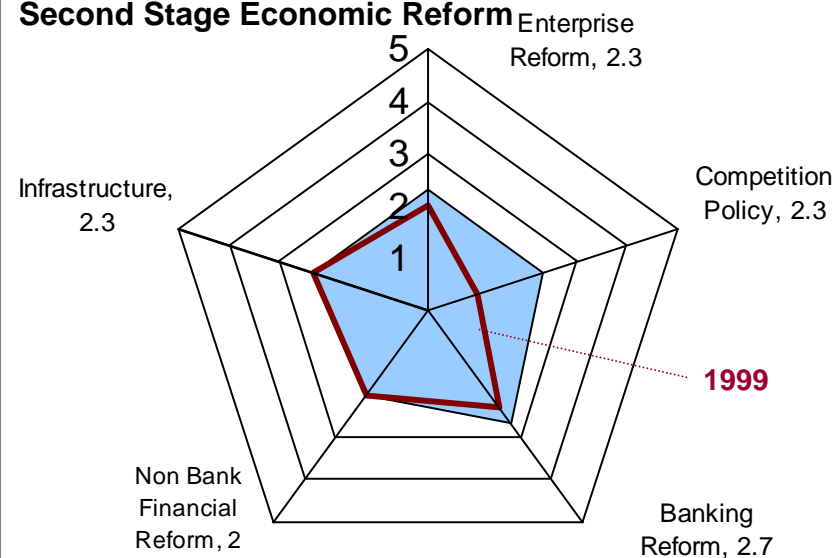 Second Stage Economic Reform
Enterprise
Reform, 2.3
5
4
3
2
1
Infrastructure,
2.3
Competition
Policy, 2.3
1999
Non Bank
Financial
Reform, 2
Banking
Reform, 2.7